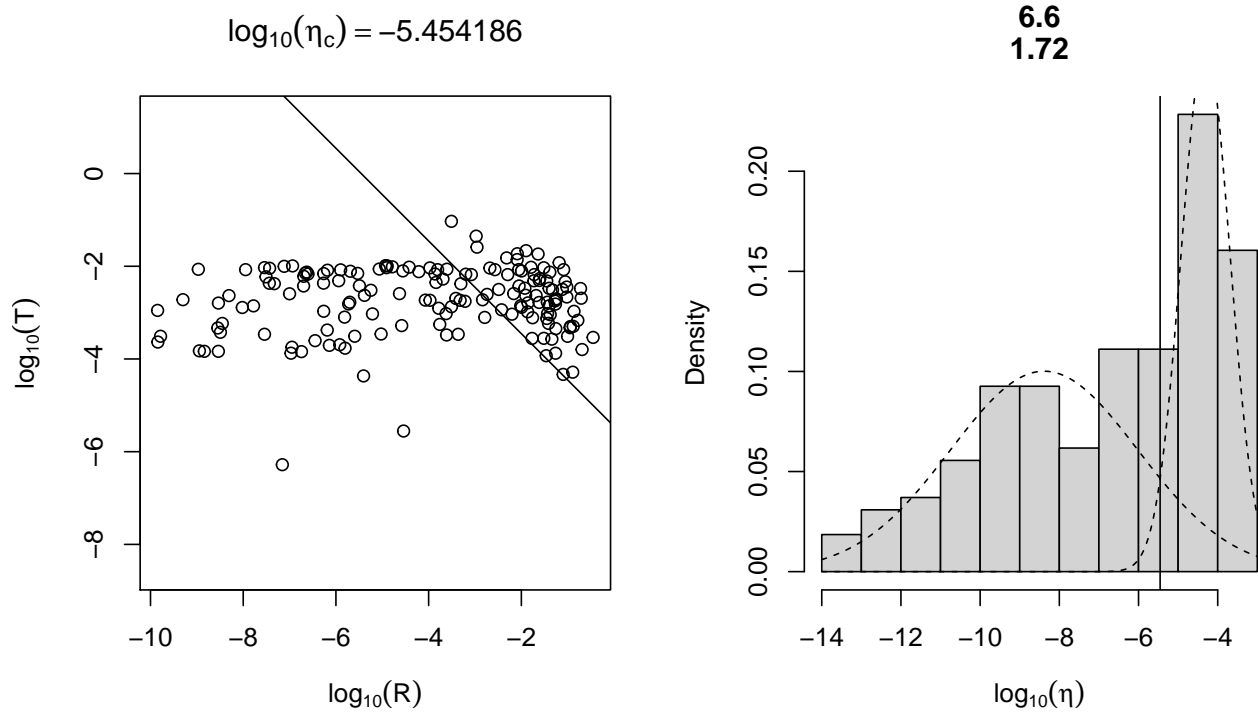 log₁₀(η_c) = −5.454186
0
−2
−4
−6
−8
log₁₀(T)
−10 −8 −6 −4 −2
log₁₀(R)
6.6
1.72
0.20
0.15
0.10
0.05
0.00
Density
−14 −12 −10 −8 −6 −4
log₁₀(η)